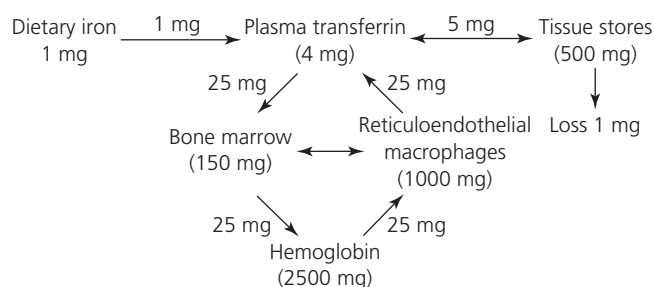 Dietary iron
1 mg
1 mg
Plasma transferrin
(4 mg)
5 mg
Tissue stores
(500 mg)
25 mg
25 mg
Bone marrow
(150 mg)
Reticuloendothelial
macrophages
(1000 mg)
Loss 1 mg
25 mg
25 mg
Hemoglobin
(2500 mg)